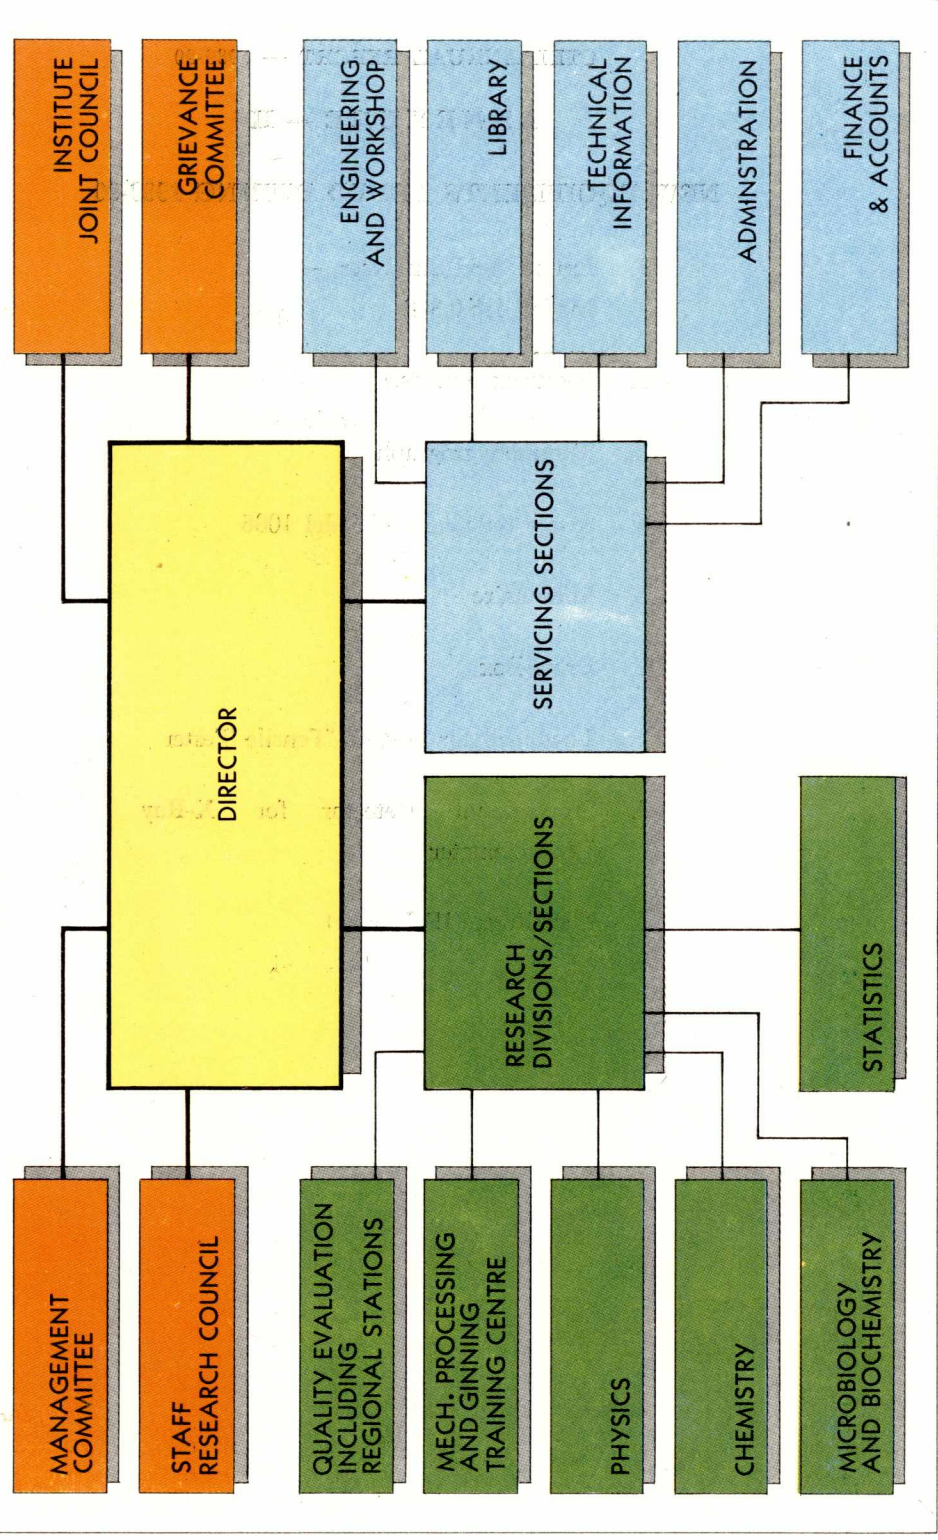 MANAGEMENT
COMMITTEE
STAFF
RESEARCH COUNCIL
DIRECTOR
INSTITUTE
JOINT COUNCIL
GRIEVANCE
COMMITTEE
RESEARCH
DIVISIONS/SECTIONS
SERVICING SECTIONS
QUALITY EVALUATION
INCLUDING
REGIONAL STATIONS
MECH. PROCESSING
AND GINNING
TRAINING CENTRE
PHYSICS
CHEMISTRY
MICROBIOLOGY
AND BIOCHEMISTRY
STATISTICS
ENGINEERING
AND WORKSHOP
LIBRARY
TECHNICAL
INFORMATION
ADMINSTRATION
FINANCE
& ACCOUNTS